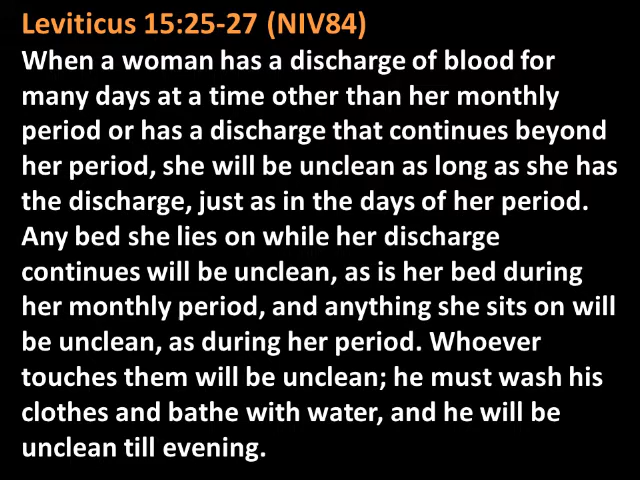 Leviticus 15:25-27 (NIV84)
When a woman has a discharge of blood for
many days at a time other than her monthly
period or has a discharge that continues beyond
her period, she will be unclean as long as she has
the discharge, just as in the days of her period.
Any bed she lies on while her discharge
continues will be unclean, as is her bed during
her monthly period, and anything she sits on will
be unclean, as during her period. Whoever
touches them will be unclean; he must wash his
clothes and bathe with water, and he will be
unclean till evening.